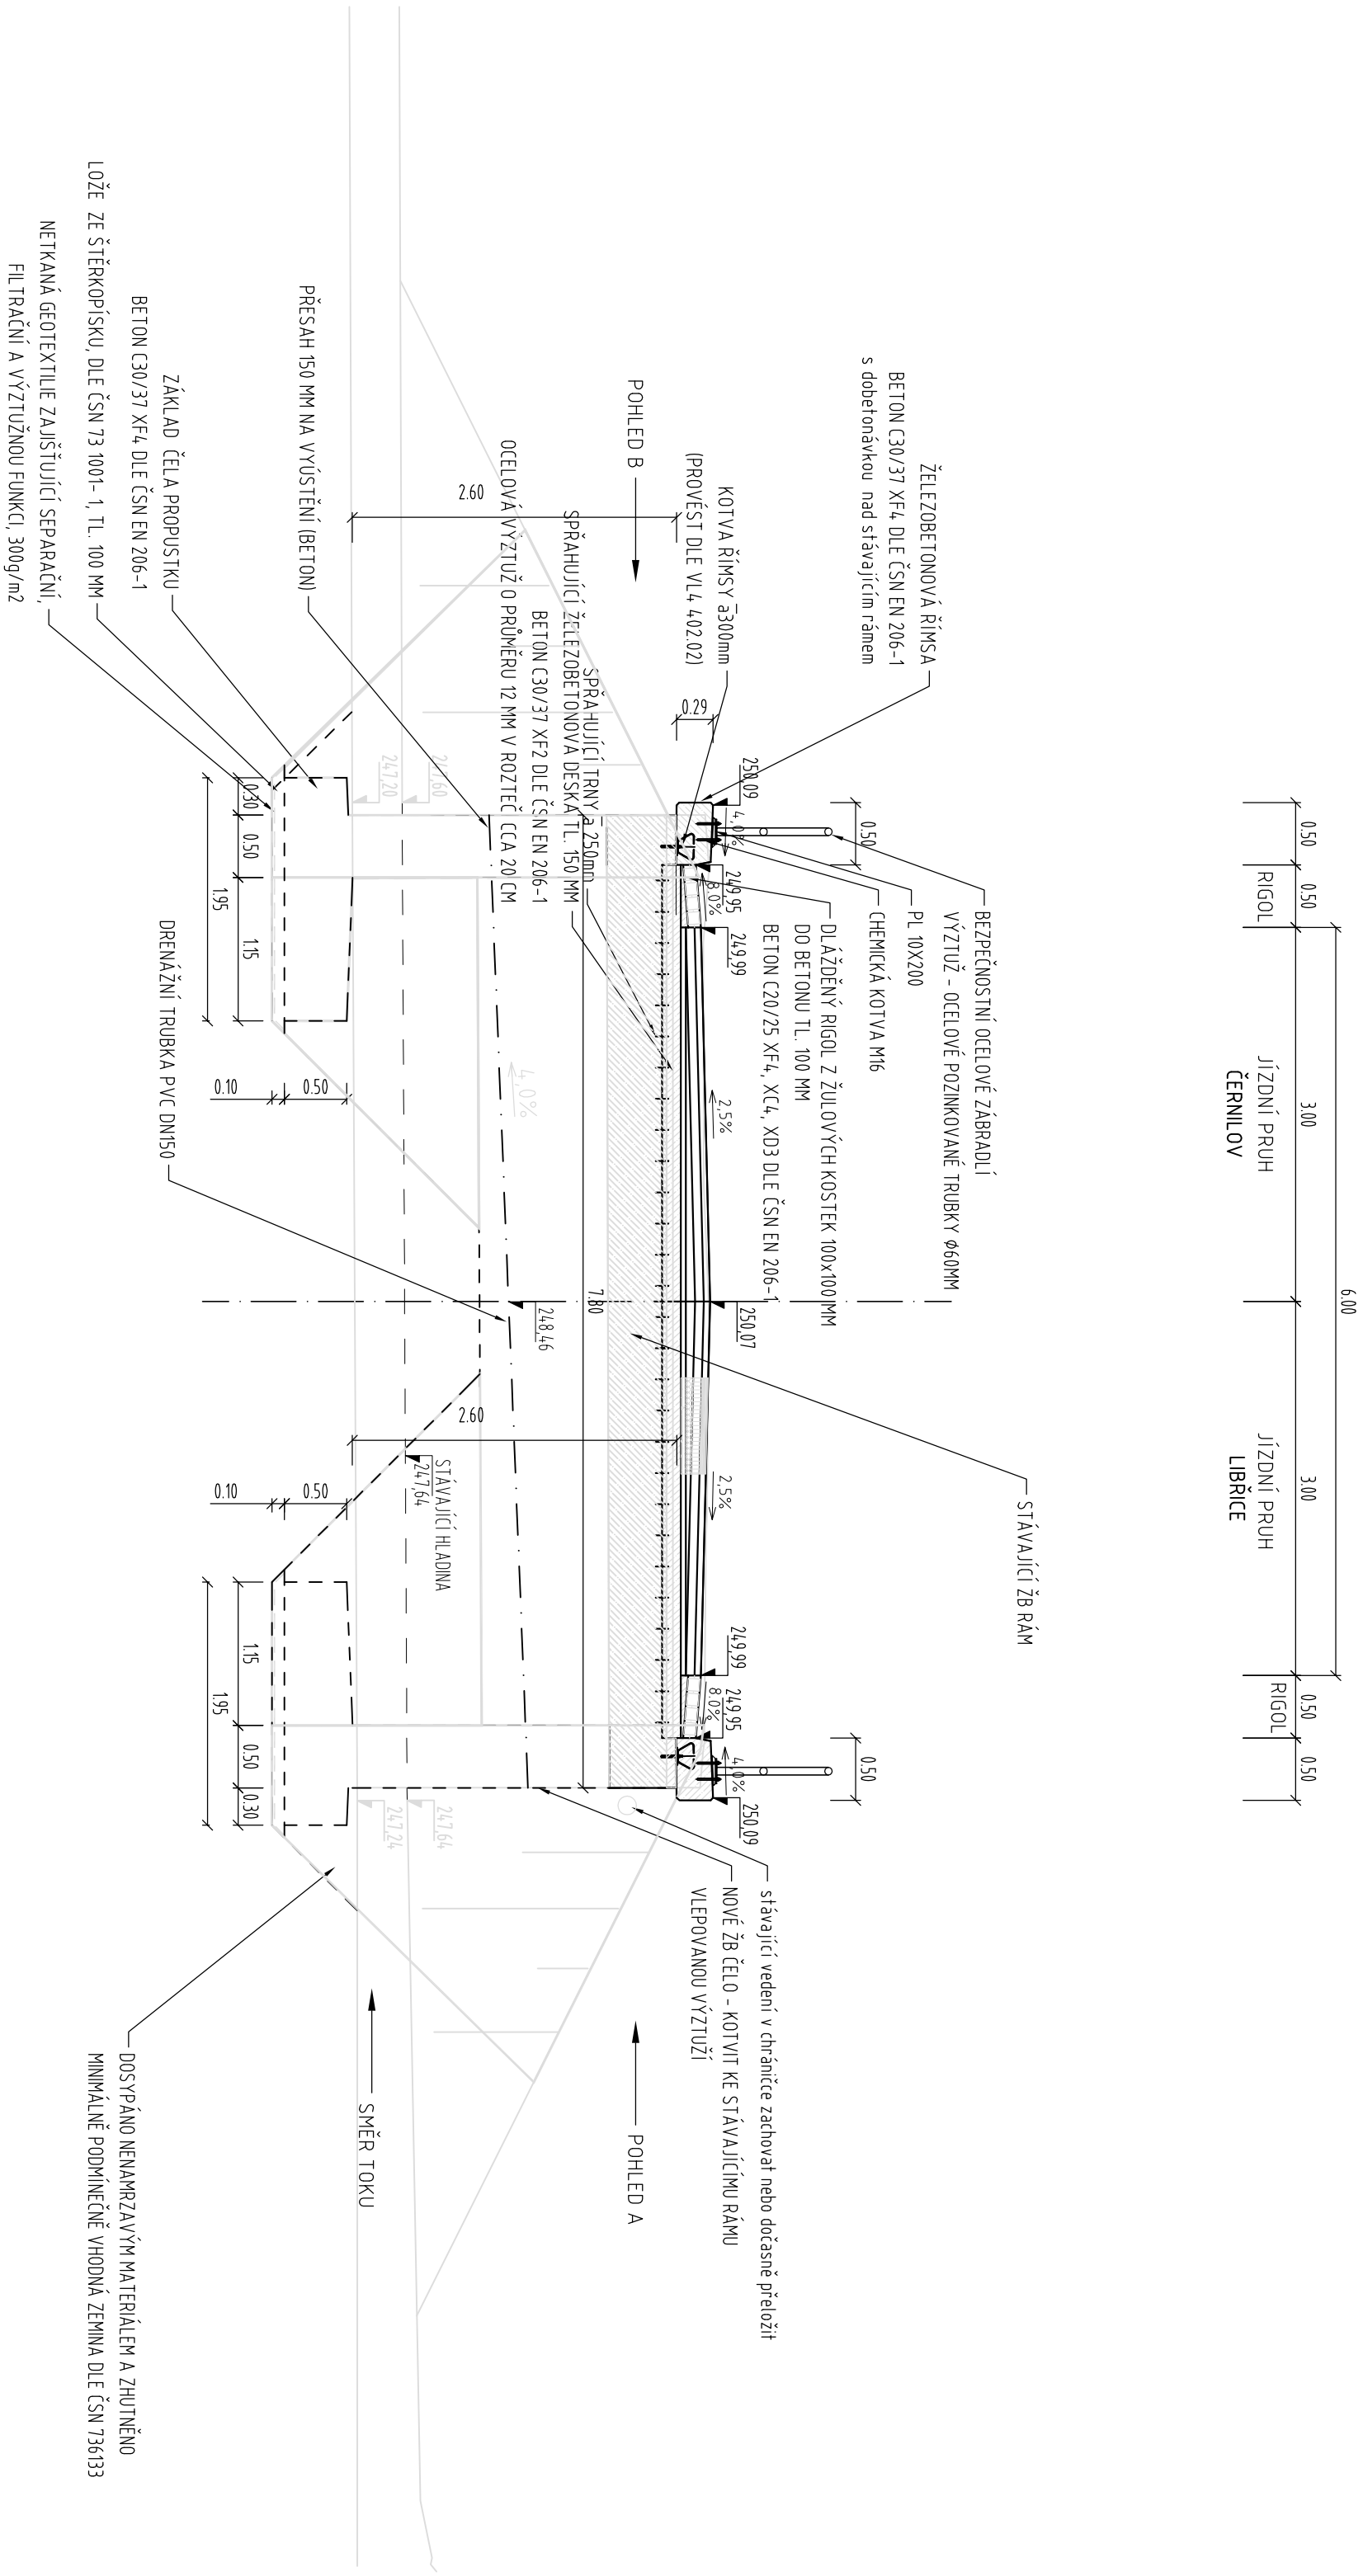 6.00
0.50
0.50
3.00
3.00
0.50
0.50
RIGOL
JÍZDNÍ PRUH
ČERNILOV
JÍZDNÍ PRUH
LIBŘICE
RIGOL
STÁVAJÍCÍ ŽB RÁM
BEZPEČNOSTNÍ OCELOVÉ ZÁBRADLÍ
VÝZTUŽ - OCELOVÉ POZINKOVANÉ TRUBKY Ø60MM
PL 10X200
CHEMICKÁ KOTVA M16
DLÁŽDĚNÝ RIGOL Z ŽULOVÝCH KOSTEK 100x100 MM
DO BETONU TL. 100 MM
BETON C20/25 XF4, XC4, XD3 DLE ČSN EN 206-1
ŽELEZOBETONOVÁ ŘÍMSA
BETON C30/37 XF4 DLE ČSN EN 206-1
s dobetonávkou nad stávajícím rámem
0.50
0.50
250,09
4,0%
249,95
8.0%
249,99
2,5%
250,07
2,5%
249,99
249,95
8.0%
4,0%
250,09
0.29
KOTVA ŘÍMSY a300mm
(PROVÉST DLE VL4 402.02)
stávající vedení v chráničce zachovat nebo dočasně přeložit
NOVÉ ŽB ČELO - KOTVIT KE STÁVAJÍCÍMU RÁMU
VLEPOVANOU VÝZTUŽÍ
POHLED B
POHLED A
SPŘAHUJÍCÍ TRNY a 250mm
SPŘAHUJÍCÍ ŽELEZOBETONOVÁ DESKA TL. 150 MM
BETON C30/37 XF2 DLE ČSN EN 206-1
OCELOVÁ VÝZTUŽ O PRŮMĚRU 12 MM V ROZTEČ CCA 20 CM
7.80
248,46
4,0%
2.60
2.60
STÁVAJÍCÍ HLADINA
247,64
247,60
247,20
247,64
247,24
SMĚR TOKU
PŘESAH 150 MM NA VYÚSTĚNÍ (BETON)
0.10
0.50
0.10
0.50
0.30
0.50
1.15
1.95
1.15
0.50
0.30
1.95
ZÁKLAD ČELA PROPUSTKU
BETON C30/37 XF4 DLE ČSN EN 206-1
DRENÁŽNÍ TRUBKA PVC DN150
LOŽE ZE ŠTĚRKOPÍSKU, DLE ČSN 73 1001- 1, TL. 100 MM
NETKANÁ GEOTEXTILIE ZAJIŠŤUJÍCÍ SEPARAČNÍ,
FILTRAČNÍ A VÝZTUŽNOU FUNKCI, 300g/m2
DOSYPÁNO NENAMRZAVÝM MATERIÁLEM A ZHUTNĚNO
MINIMÁLNĚ PODMÍNEČNĚ VHODNÁ ZEMINA DLE ČSN 736133